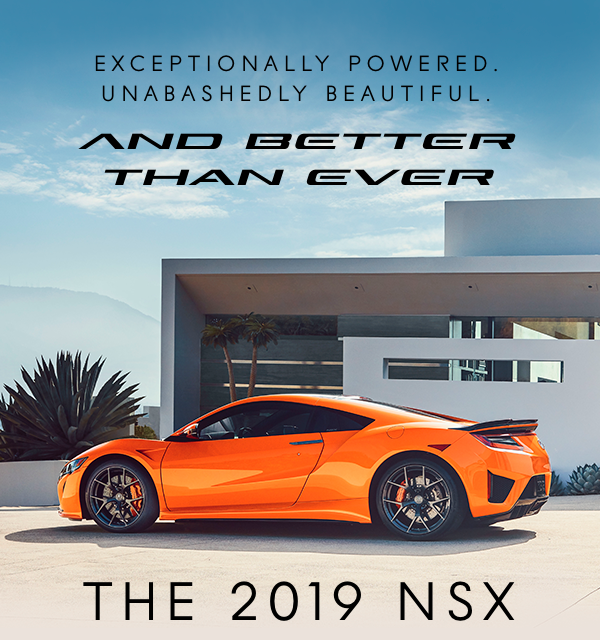 EXCEPTIONALLY POWERED.
UNABASHEDLY BEAUTIFUL.
AND BETTER
THAN EVER
THE 2019 NSX